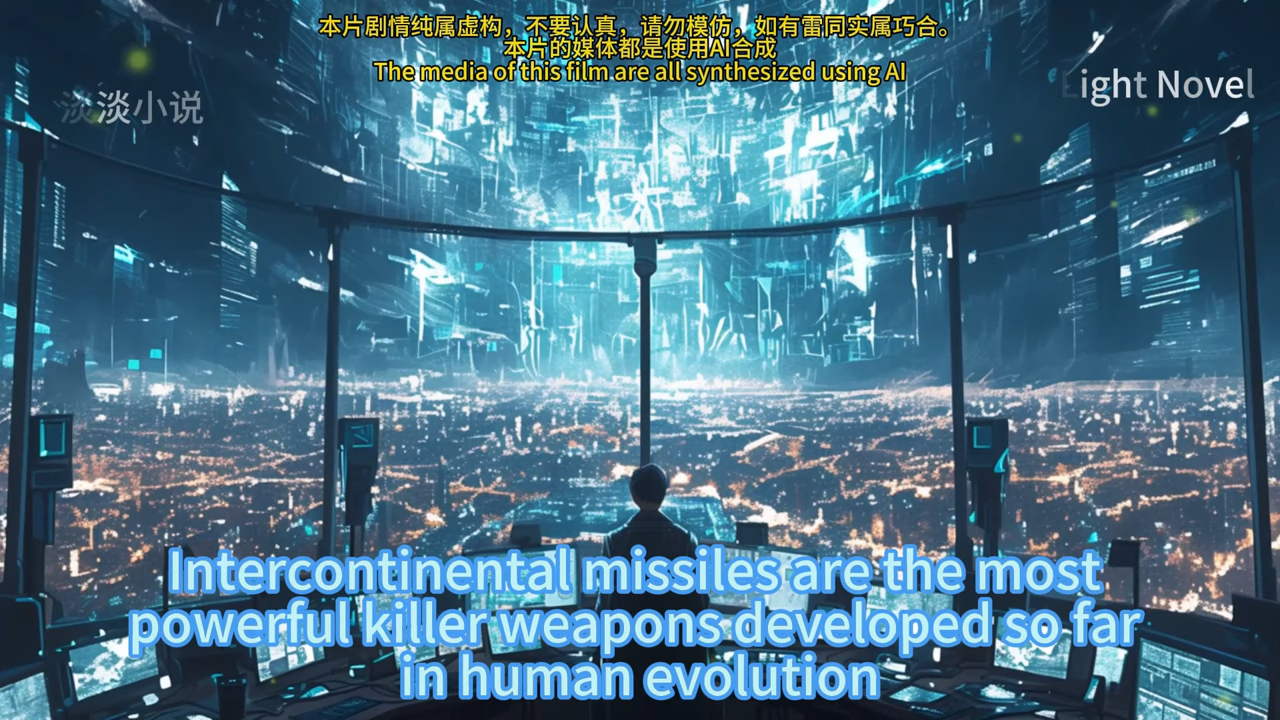 本片剧情纯属虚构，不要认真，请勿模仿，如有雷同实属巧合。
本片的媒体都是使用AI合成
The media of this film are all synthesized using AI
淡淡小说
Light Novel
Intercontinental missiles are the most
powerful killer weapons developed so far
in human evolution